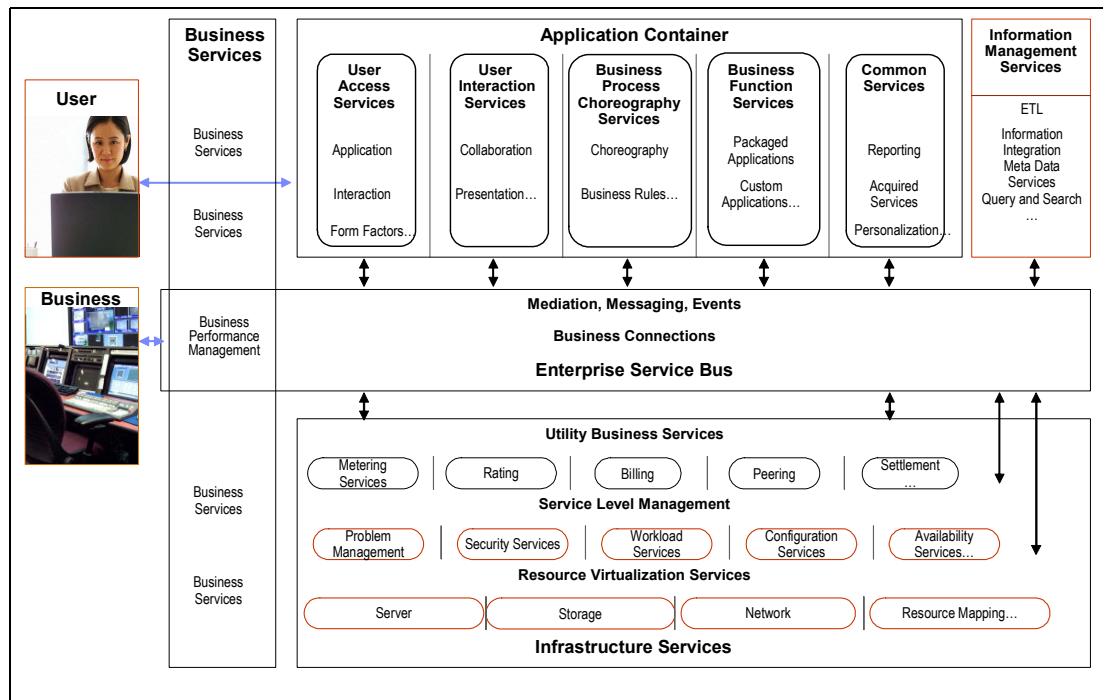 User
Business
Business
Services
Business
Services
Business
Services
Business
Performance
Management
Business
Services
Business
Services
Application Container
User
Access
Services
Application
Interaction
Form Factors…
User
Interaction
Services
Collaboration
Presentation…
Business
Process
Choreography
Services
Choreography
Business Rules…
Business
Function
Services
Packaged
Applications
Custom
Applications…
Common
Services
Reporting
Acquired
Services
Personalization…
Information
Management
Services
ETL
Information
Integration
Meta Data
Services
Query and Search
…
Mediation, Messaging, Events
Business Connections
Enterprise Service Bus
Utility Business Services
Metering
Services
Rating
Billing
Peering
Settlement
…
Service Level Management
Problem
Management
Security Services
Workload
Services
Configuration
Services
Availability
Services…
Resource Virtualization Services
Server
Storage
Network
Resource Mapping…
Infrastructure Services